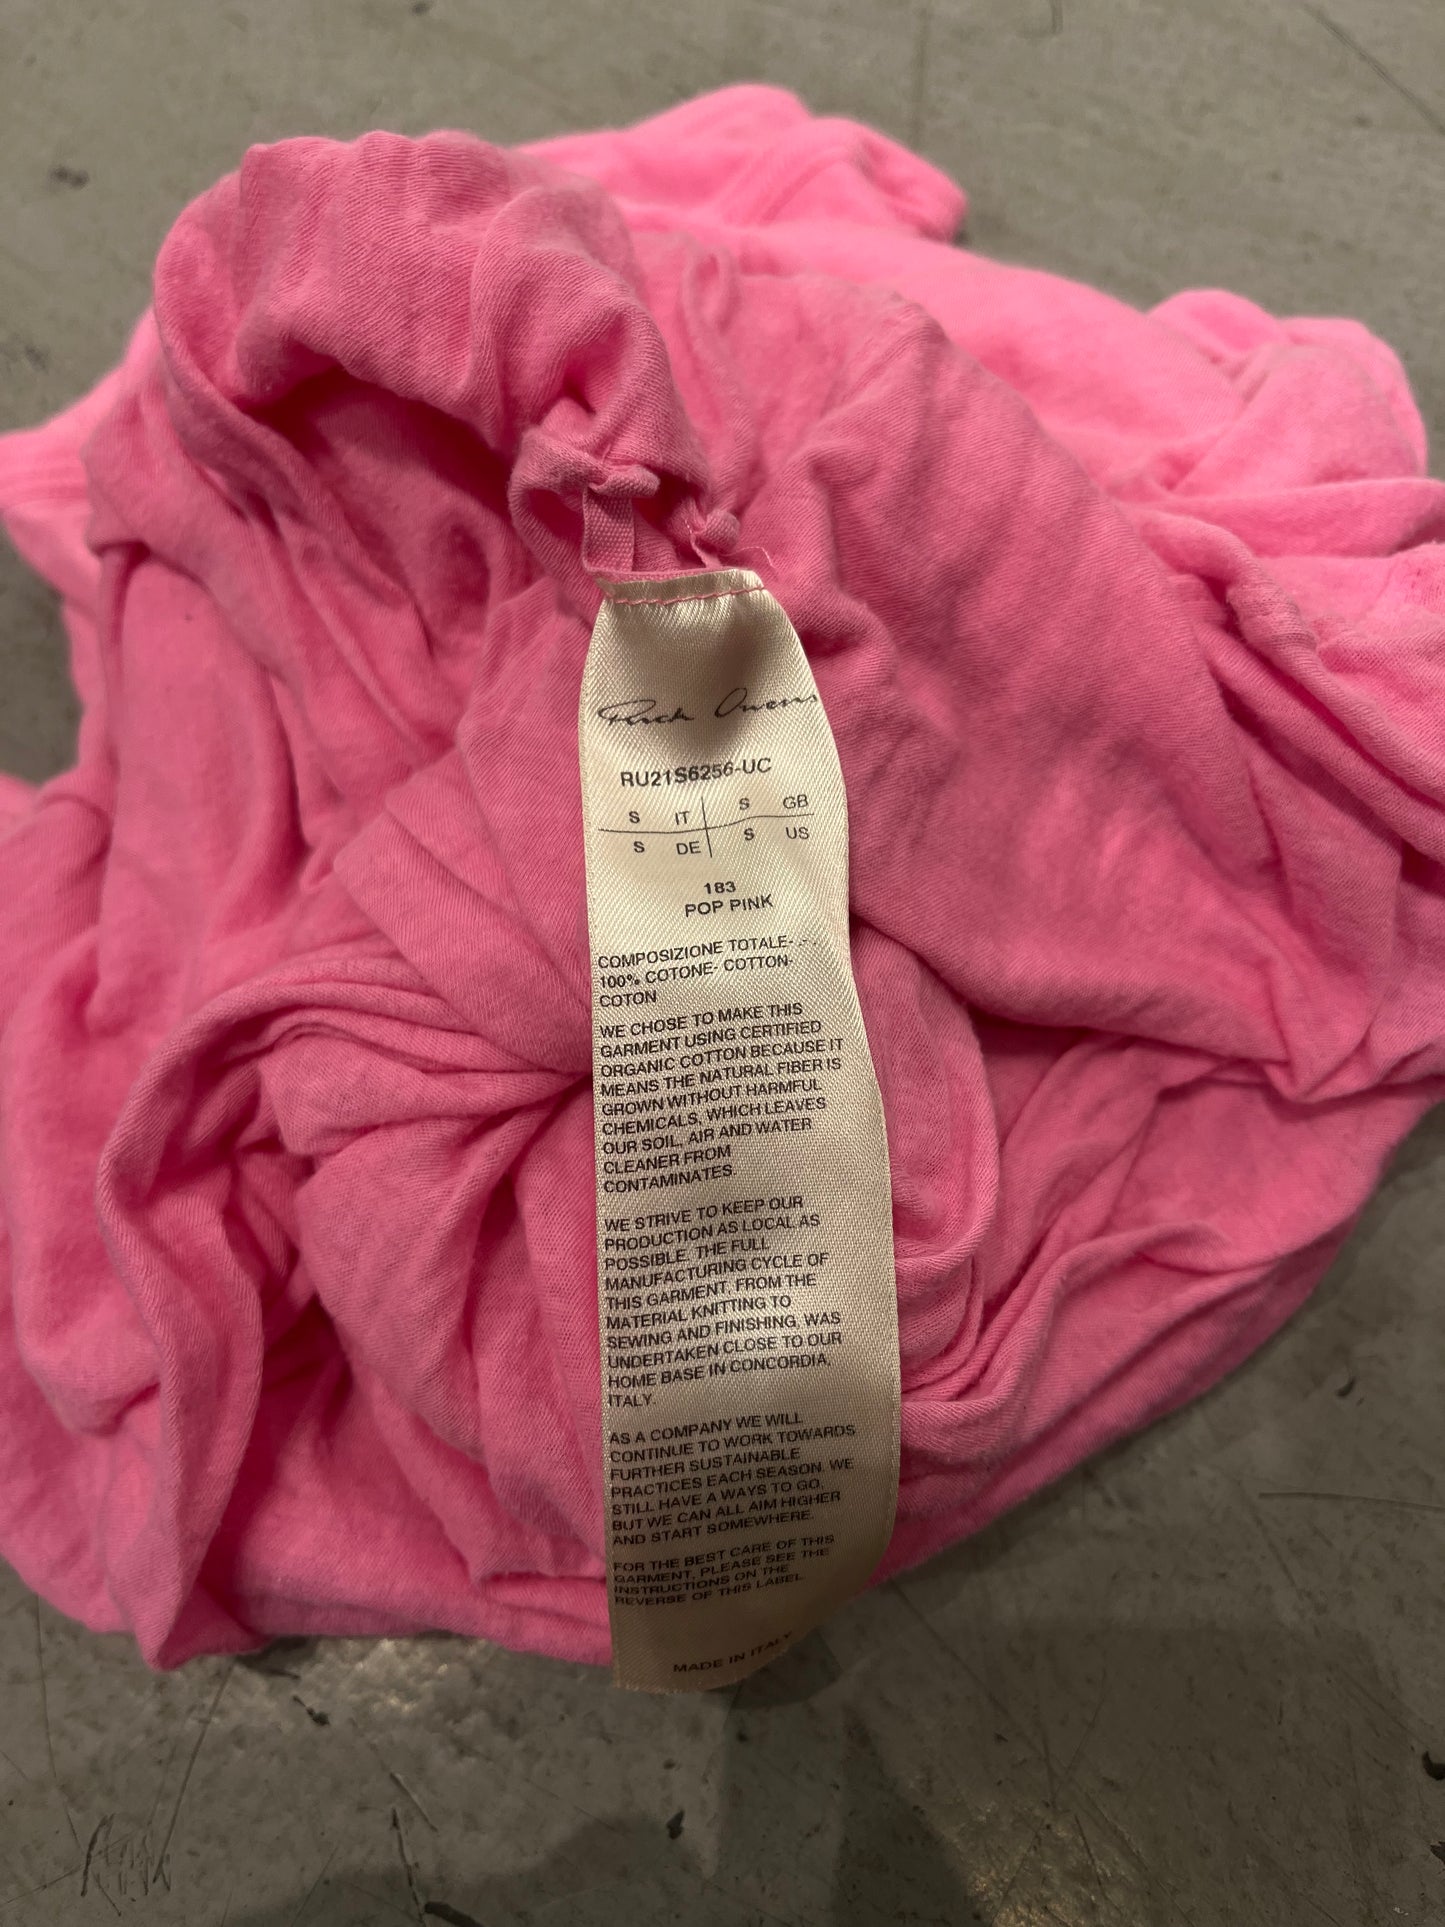 Rick Owens
RU21S6256-UC
S IT S GB
S DE S US
183
POP PINK
COMPOSIZIONE TOTALE- -
100% COTONE- COTTON-
COTON
WE CHOSE TO MAKE THIS
GARMENT USING CERTIFIED
ORGANIC COTTON BECAUSE IT
MEANS THE NATURAL FIBER IS
GROWN WITHOUT HARMFUL
CHEMICALS, WHICH LEAVES
OUR SOIL, AIR AND WATER
CLEANER FROM
CONTAMINATES.
WE STRIVE TO KEEP OUR
PRODUCTION AS LOCAL AS
POSSIBLE. THE FULL
MANUFACTURING CYCLE OF
THIS GARMENT, FROM THE
MATERIAL KNITTING TO
SEWING AND FINISHING, WAS
UNDERTAKEN CLOSE TO OUR
HOME BASE IN CONCORDIA,
ITALY.
AS A COMPANY WE WILL
CONTINUE TO WORK TOWARDS
FURTHER SUSTAINABLE
PRACTICES EACH SEASON. WE
STILL HAVE A WAYS TO GO,
BUT WE CAN ALL AIM HIGHER
AND START SOMEWHERE.
FOR THE BEST CARE OF THIS
GARMENT, PLEASE SEE THE
INSTRUCTIONS ON THE
REVERSE OF THIS LABEL.
MADE IN ITALY